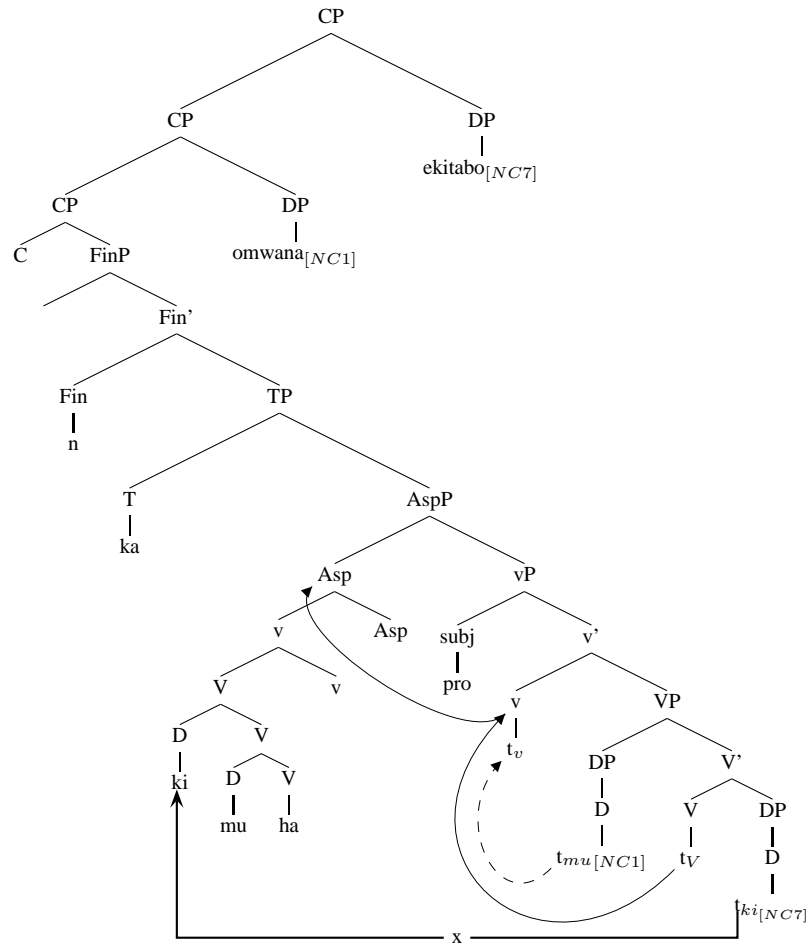 CP
CP DP
ekitabo[NC7]
CP DP
C FinP omwana[NC1]
Fin'
Fin TP
n
T AspP
ka
Asp vP
v Asp subj v'
V v pro v VP
D V t_v DP V'
ki D V D V DP
mu ha t_mu[NC1] t_V D
t_ki[NC7]
x